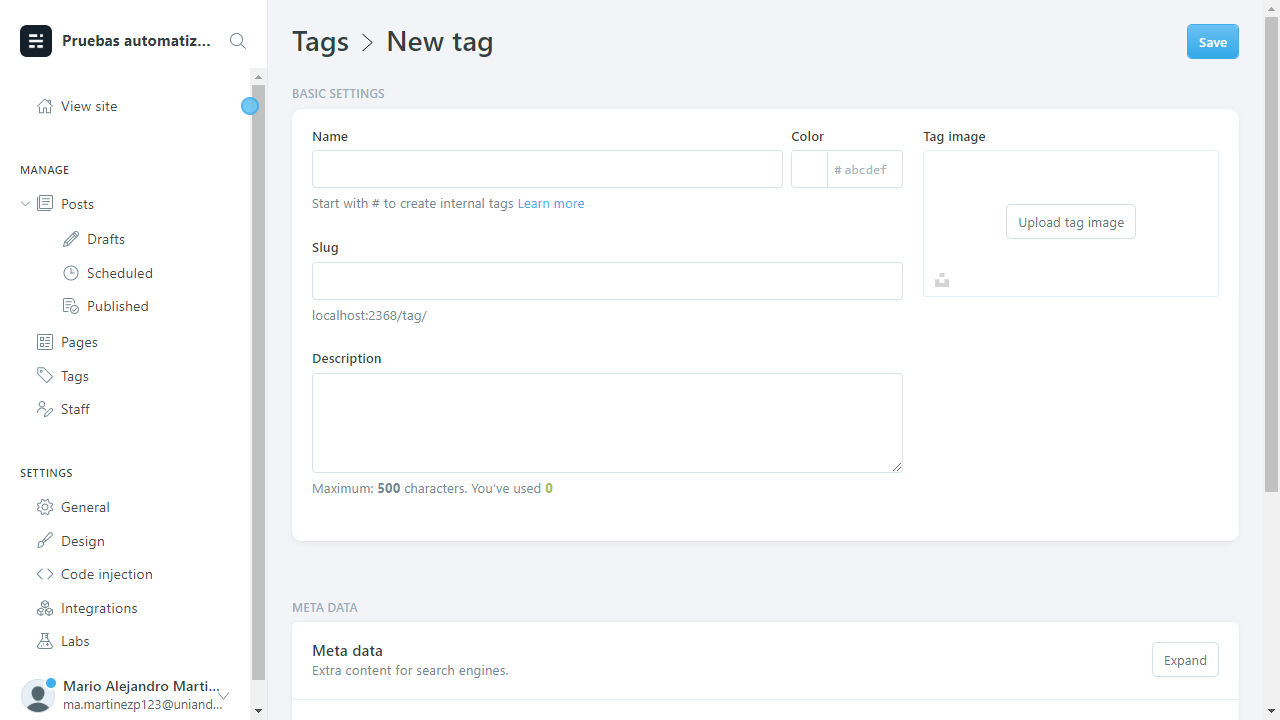 Pruebas automatiz...
View site
MANAGE
Posts
Drafts
Scheduled
Published
Pages
Tags
Staff
SETTINGS
General
Design
Code injection
Integrations
Labs
Mario Alejandro Marti...
ma.martinezp123@uniand...
Tags > New tag
Save
BASIC SETTINGS
Name
Color
# abcdef
Start with # to create internal tags Learn more
Slug
localhost:2368/tag/
Description
Maximum: 500 characters. You've used 0
Tag image
Upload tag image
META DATA
Meta data
Extra content for search engines.
Expand